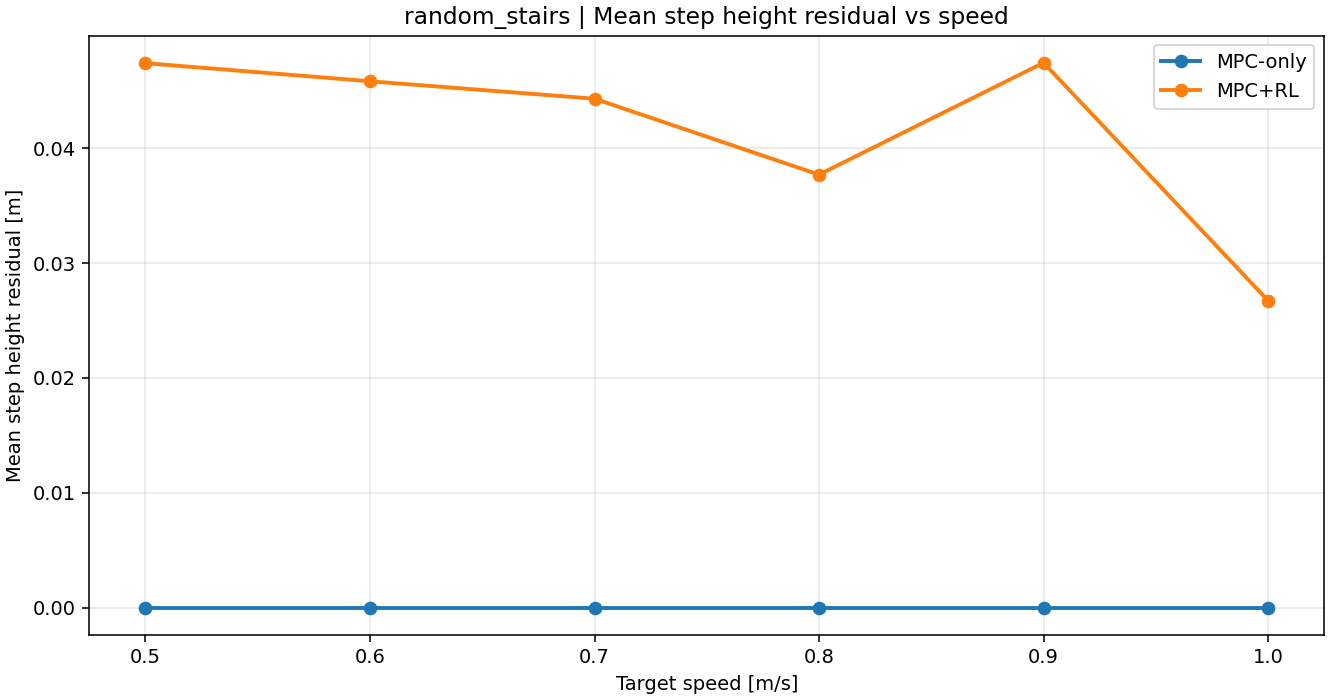 random_stairs | Mean step height residual vs speed
MPC-only
MPC+RL
Mean step height residual [m]
0.04
0.03
0.02
0.01
0.00
0.5 0.6 0.7 0.8 0.9 1.0
Target speed [m/s]